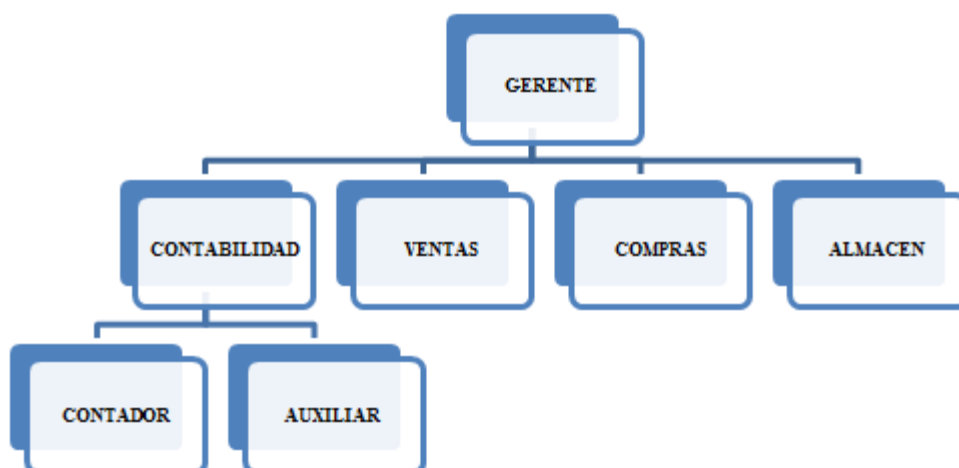 GERENTE
CONTABILIDAD
VENTAS
COMPRAS
ALMACEN
CONTADOR
AUXILIAR